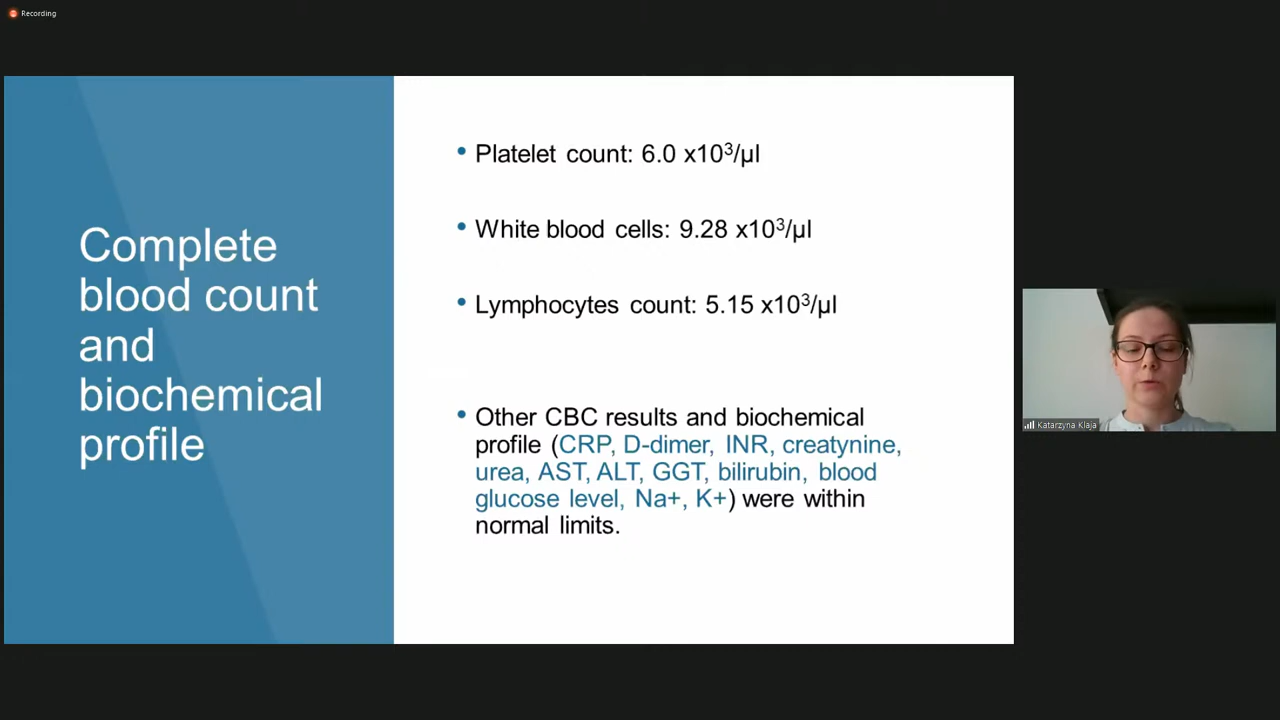 Recording
Complete
blood count
and
biochemical
profile
• Platelet count: 6.0 x10³/µl
• White blood cells: 9.28 x10³/µl
• Lymphocytes count: 5.15 x10³/µl
• Other CBC results and biochemical
profile (CRP, D-dimer, INR, creatynine,
urea, AST, ALT, GGT, bilirubin, blood
glucose level, Na+, K+) were within
normal limits.
Katarzyna Klaja